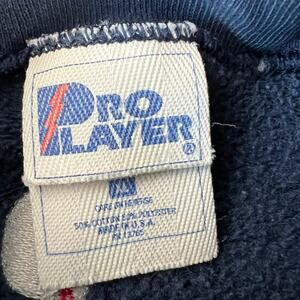 PRO
PLAYER®
CARE ON REVERSE
50% COTTON 50% POLYESTER
MADE IN U.S.A.
RN